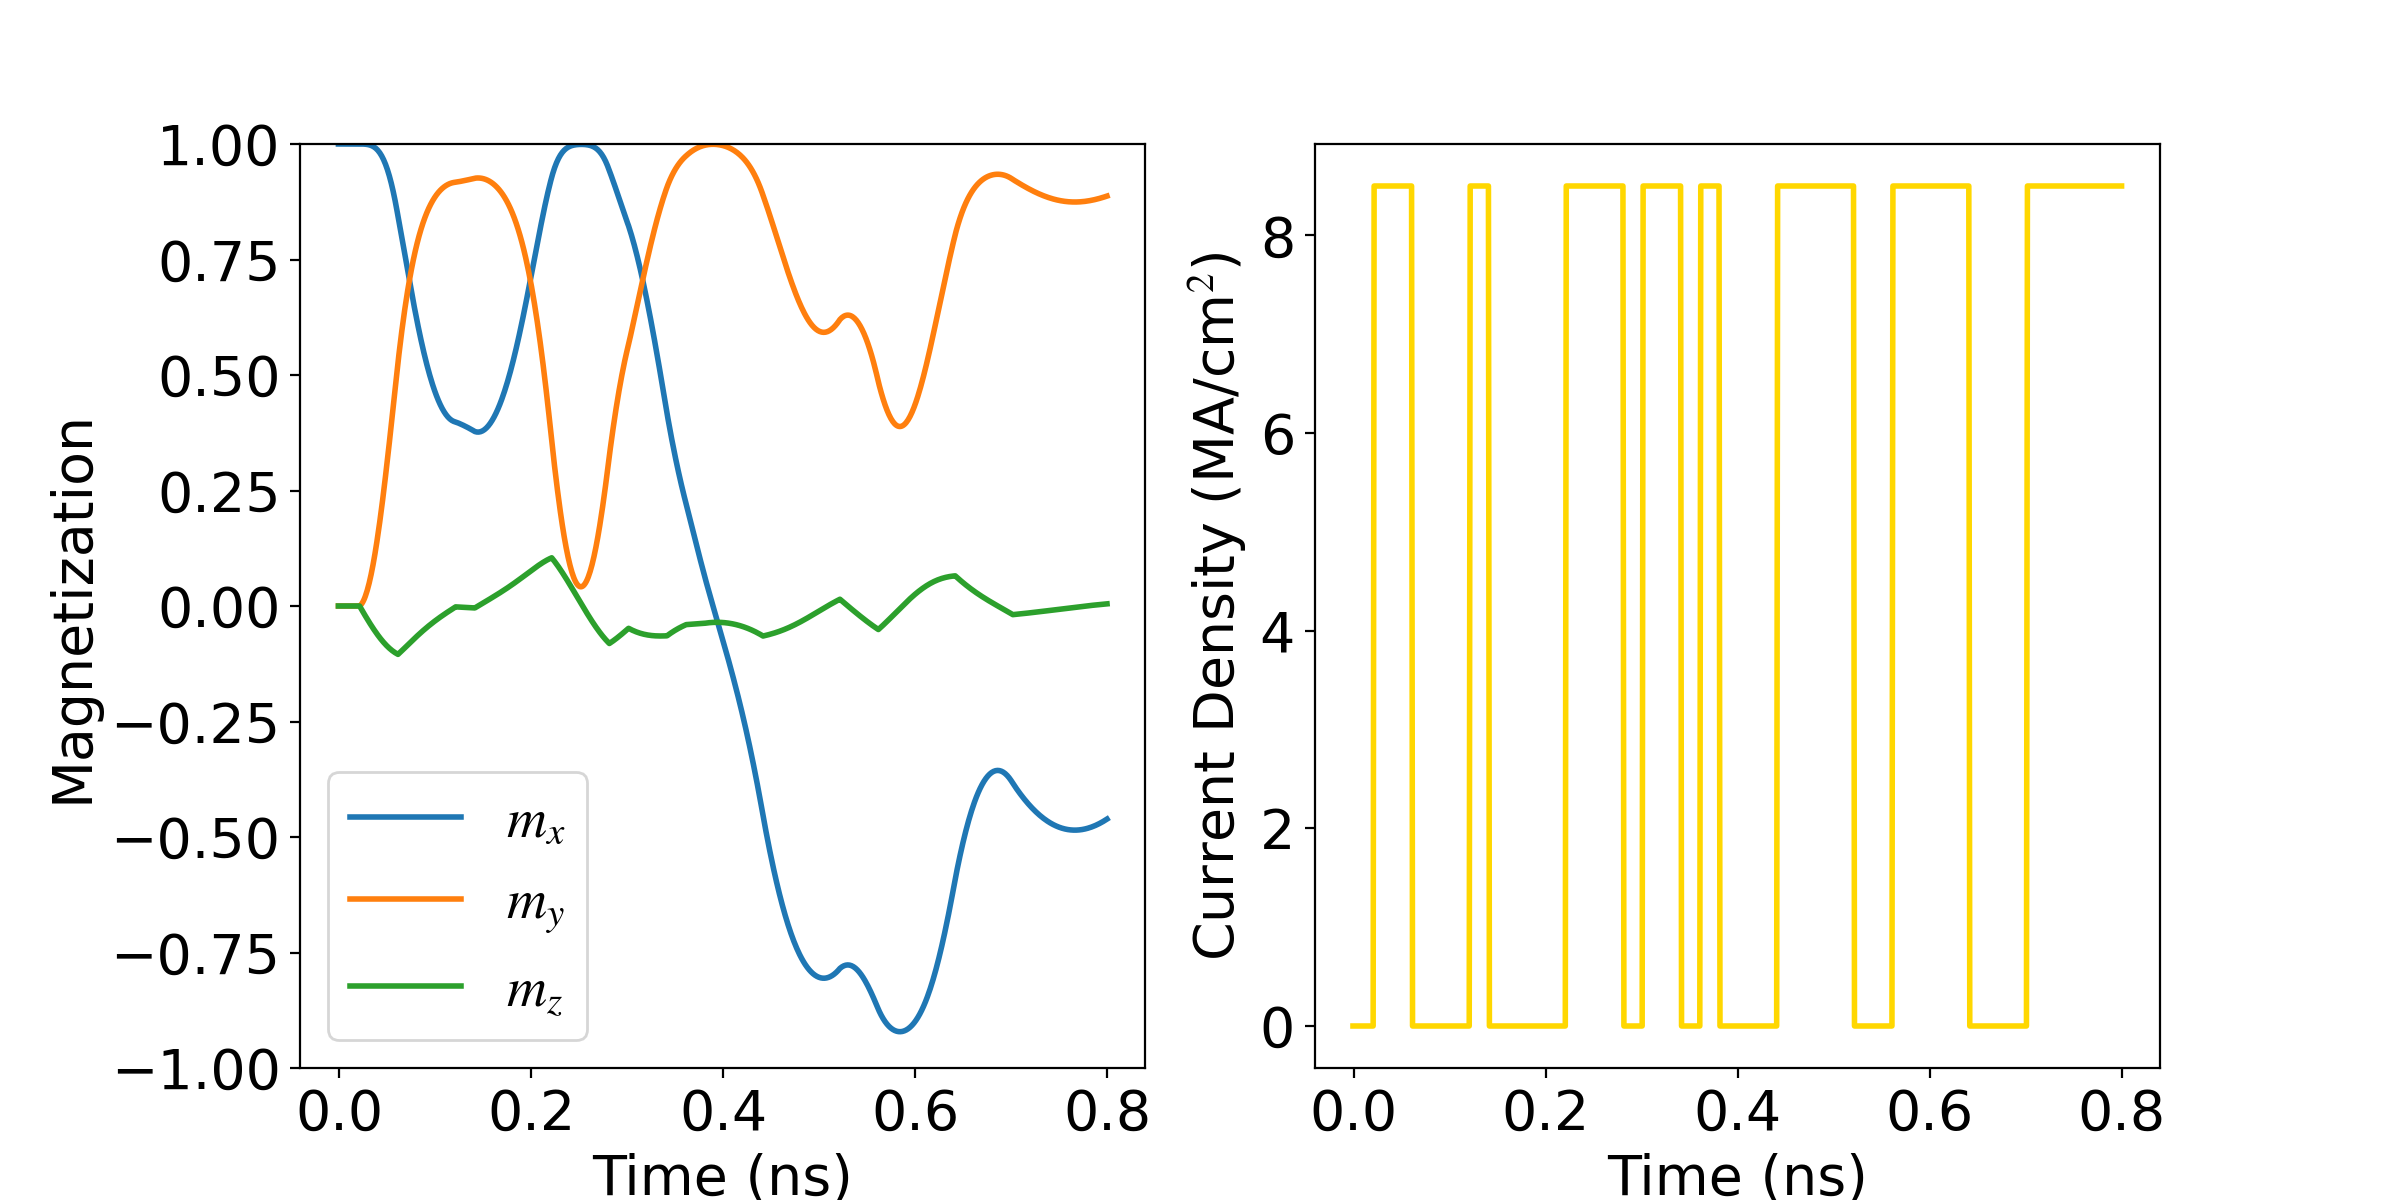 Magnetization
1.00
0.75
0.50
0.25
0.00
−0.25
−0.50
−0.75
−1.00
0.0 0.2 0.4 0.6 0.8
Time (ns)
m_x
m_y
m_z
Current Density (MA/cm²)
8
6
4
2
0
0.0 0.2 0.4 0.6 0.8
Time (ns)